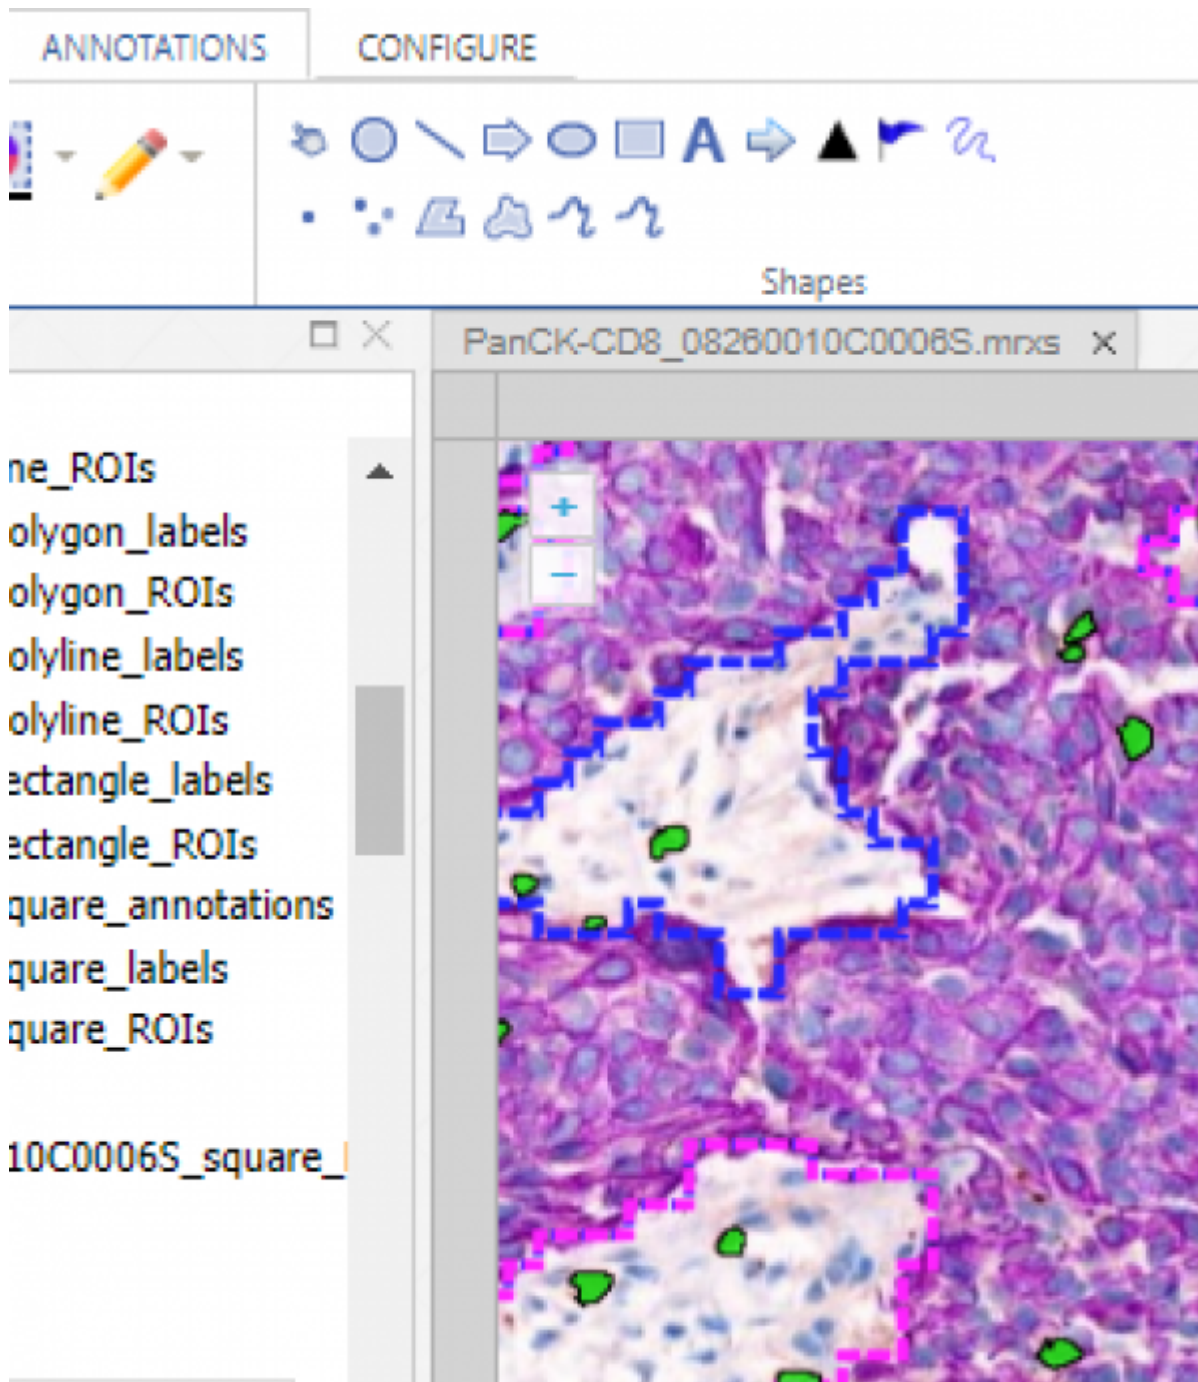 ANNOTATIONS CONFIGURE
A
Shapes
PanCK-CD8_08260010C0006S.mrxs
ne_ROIs
olygon_labels
olygon_ROIs
olyline_labels
olyline_ROIs
ectangle_labels
ectangle_ROIs
quare_annotations
quare_labels
quare_ROIs
10C0006S_square_